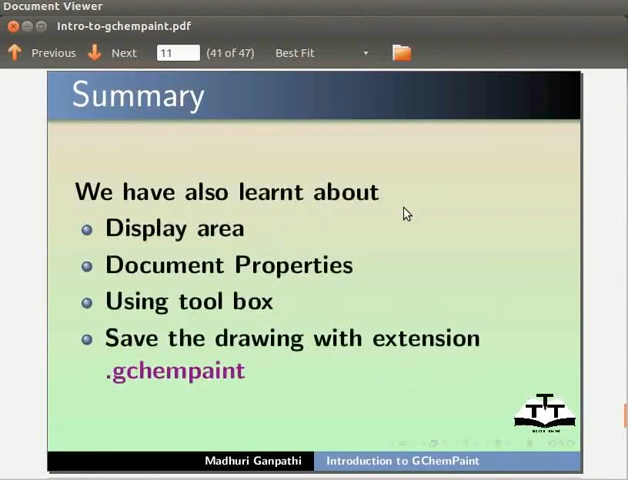 Document Viewer
Intro-to-gchempaint.pdf
Previous Next 11 (41 of 47) Best Fit
Summary
We have also learnt about
Display area
Document Properties
Using tool box
Save the drawing with extension
.gchempaint
Madhuri Ganpathi Introduction to GChemPaint